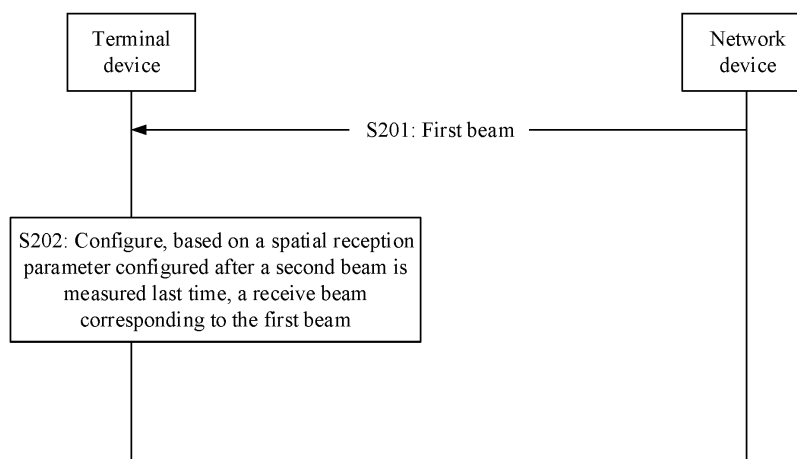 Terminal
device
Network
device
S201: First beam
S202: Configure, based on a spatial reception
parameter configured after a second beam is
measured last time, a receive beam
corresponding to the first beam